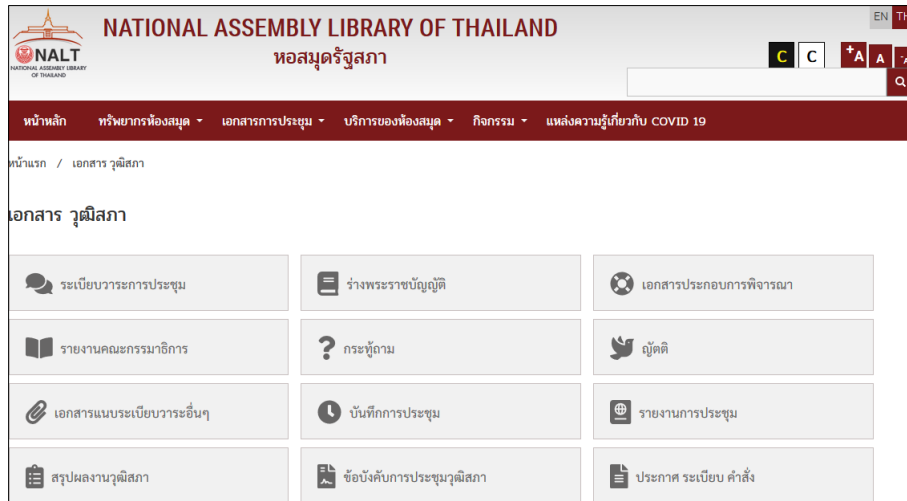 NATIONAL ASSEMBLY LIBRARY OF THAILAND
หอสมุดรัฐสภา
NALT
NATIONAL ASSEMBLY LIBRARY
OF THAILAND
EN TH
C C +A A -A
หน้าหลัก ทรัพยากรห้องสมุด เอกสารการประชุม บริการของห้องสมุด กิจกรรม แหล่งความรู้เกี่ยวกับ COVID 19
หน้าแรก / เอกสาร วุฒิสภา
เอกสาร วุฒิสภา
ระเบียบวาระการประชุม ร่างพระราชบัญญัติ เอกสารประกอบการพิจารณา
รายงานคณะกรรมาธิการ กระทู้ถาม ญัตติ
เอกสารแนบระเบียบวาระอื่นๆ บันทึกการประชุม รายงานการประชุม
สรุปผลงานวุฒิสภา ข้อบังคับการประชุมวุฒิสภา ประกาศ ระเบียบ คำสั่ง